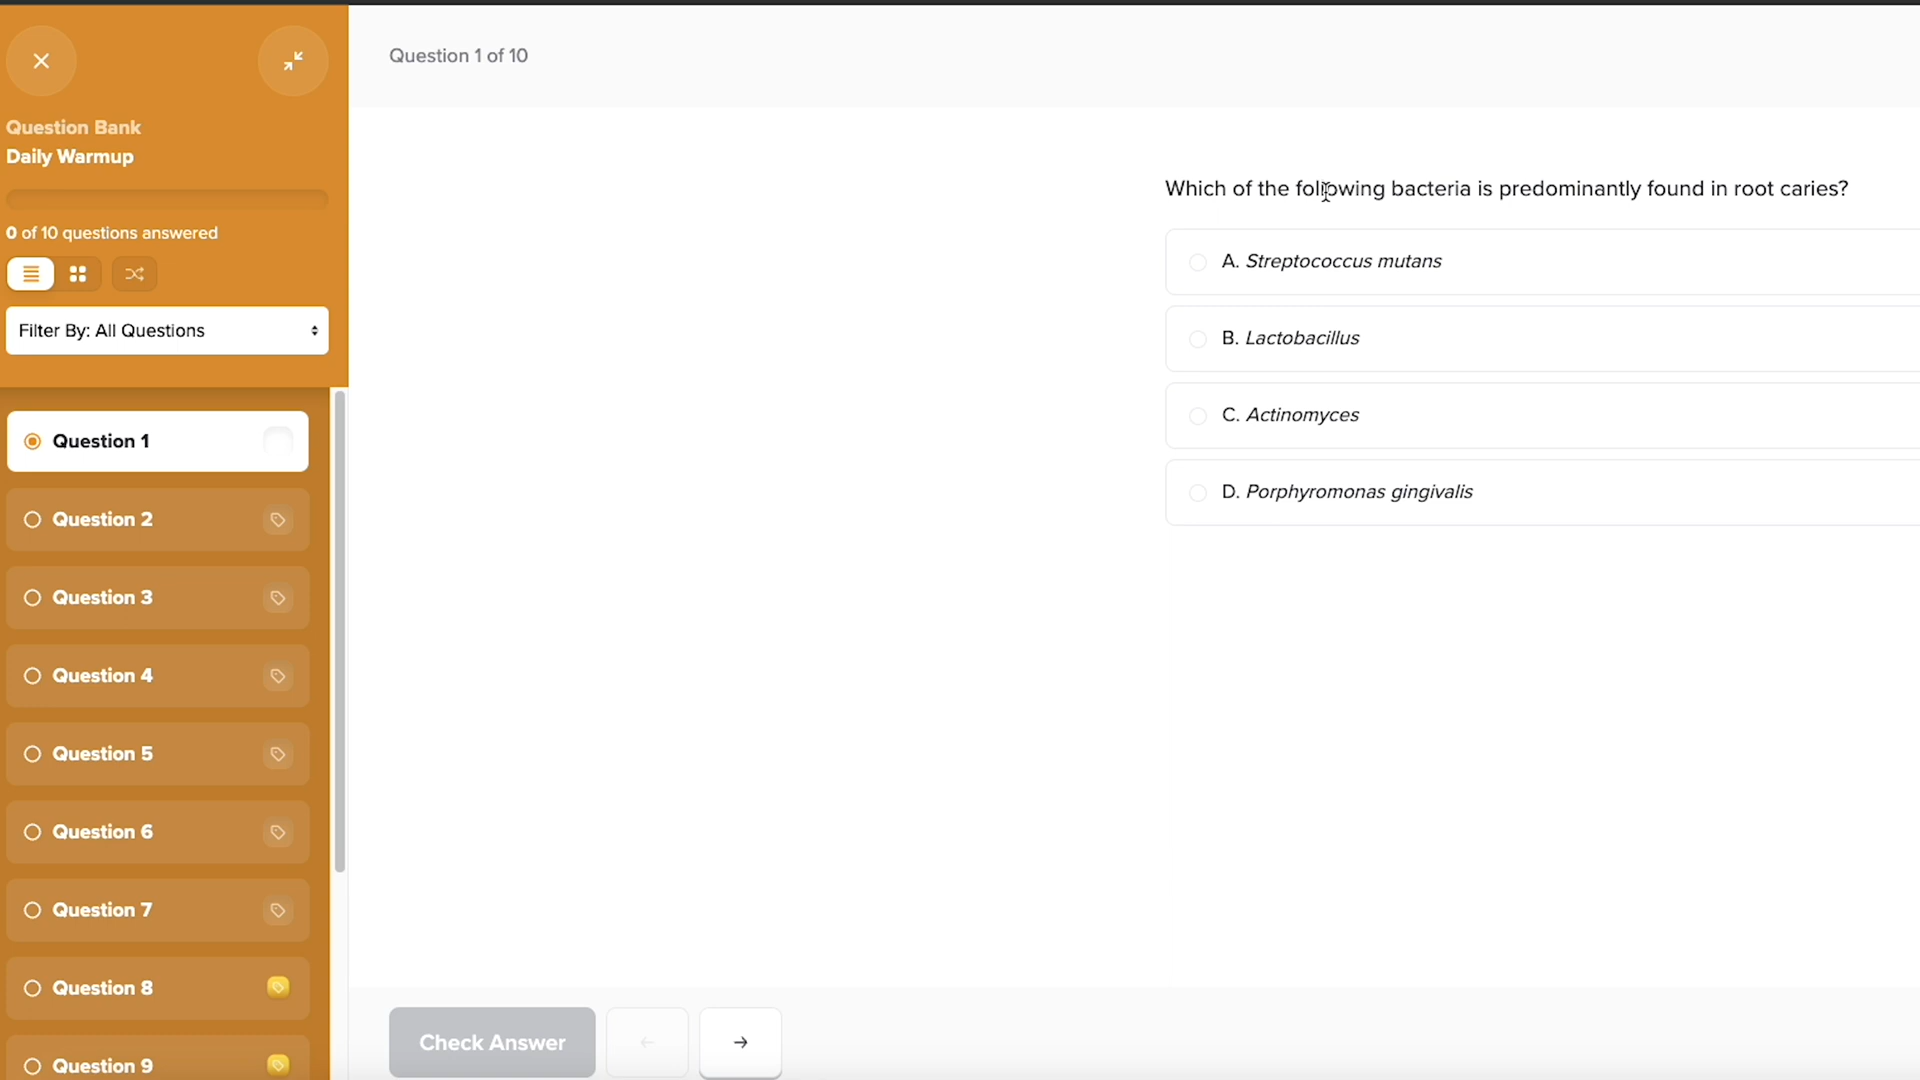 Question Bank
Daily Warmup
0 of 10 questions answered
Filter By: All Questions
Question 1
Question 2
Question 3
Question 4
Question 5
Question 6
Question 7
Question 8
Question 9
Question 1 of 10
Which of the following bacteria is predominantly found in root caries?
A. Streptococcus mutans
B. Lactobacillus
C. Actinomyces
D. Porphyromonas gingivalis
Check Answer